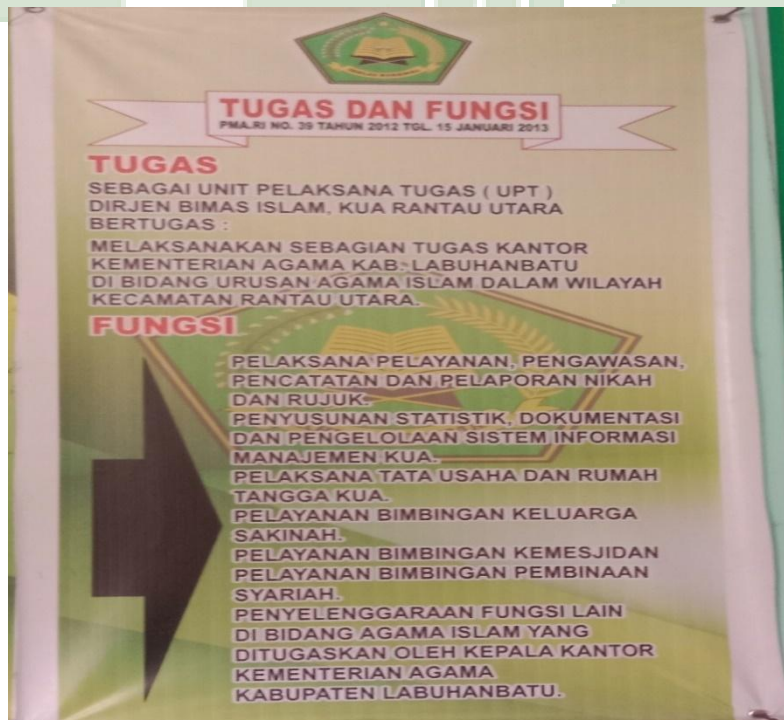 TUGAS DAN FUNGSI
PMA.RI NO. 39 TAHUN 2012 TGL. 15 JANUARI 2013
TUGAS
SEBAGAI UNIT PELAKSANA TUGAS ( UPT )
DIRJEN BIMAS ISLAM, KUA RANTAU UTARA
BERTUGAS :
MELAKSANAKAN SEBAGIAN TUGAS KANTOR
KEMENTERIAN AGAMA KAB. LABUHANBATU
DI BIDANG URUSAN AGAMA ISLAM DALAM WILAYAH
KECAMATAN RANTAU UTARA.
FUNGSI
PELAKSANA PELAYANAN, PENGAWASAN,
PENCATATAN DAN PELAPORAN NIKAH
DAN RUJUK.
PENYUSUNAN STATISTIK, DOKUMENTASI
DAN PENGELOLAAN SISTEM INFORMASI
MANAJEMEN KUA.
PELAKSANA TATA USAHA DAN RUMAH
TANGGA KUA.
PELAYANAN BIMBINGAN KELUARGA
SAKINAH.
PELAYANAN BIMBINGAN KEMESJIDAN
PELAYANAN BIMBINGAN PEMBINAAN
SYARIAH.
PENYELENGGARAAN FUNGSI LAIN
DI BIDANG AGAMA ISLAM YANG
DITUGASKAN OLEH KEPALA KANTOR
KEMENTERIAN AGAMA
KABUPATEN LABUHANBATU.